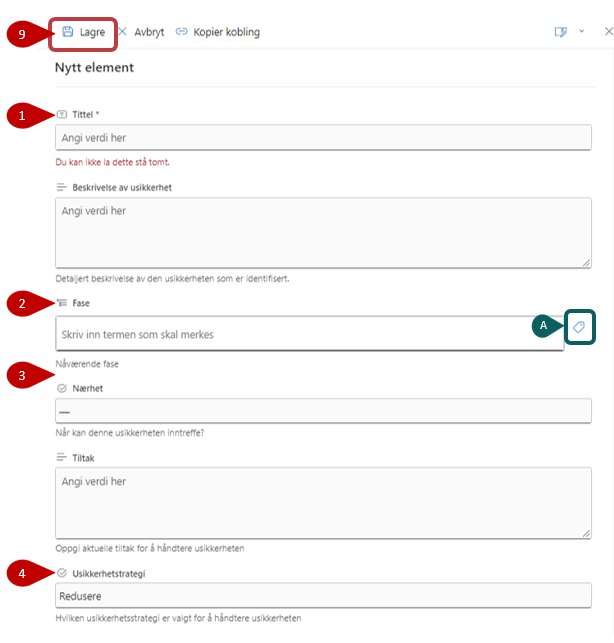 9 Lagre Avbryt Kopier kobling
Nytt element
1 Tittel *
Angi verdi her
Du kan ikke la dette stå tomt.
Beskrivelse av usikkerhet
Angi verdi her
Detaljert beskrivelse av den usikkerheten som er identifisert.
2 Fase
Skriv inn termen som skal merkes A
Nåværende fase
3
Nærhet
—
Når kan denne usikkerheten inntreffe?
Tiltak
Angi verdi her
Oppgi aktuelle tiltak for å håndtere usikkerheten
4 Usikkerhetstrategi
Redusere
Hvilken usikkerhetsstrategi er valgt for å håndtere usikkerheten